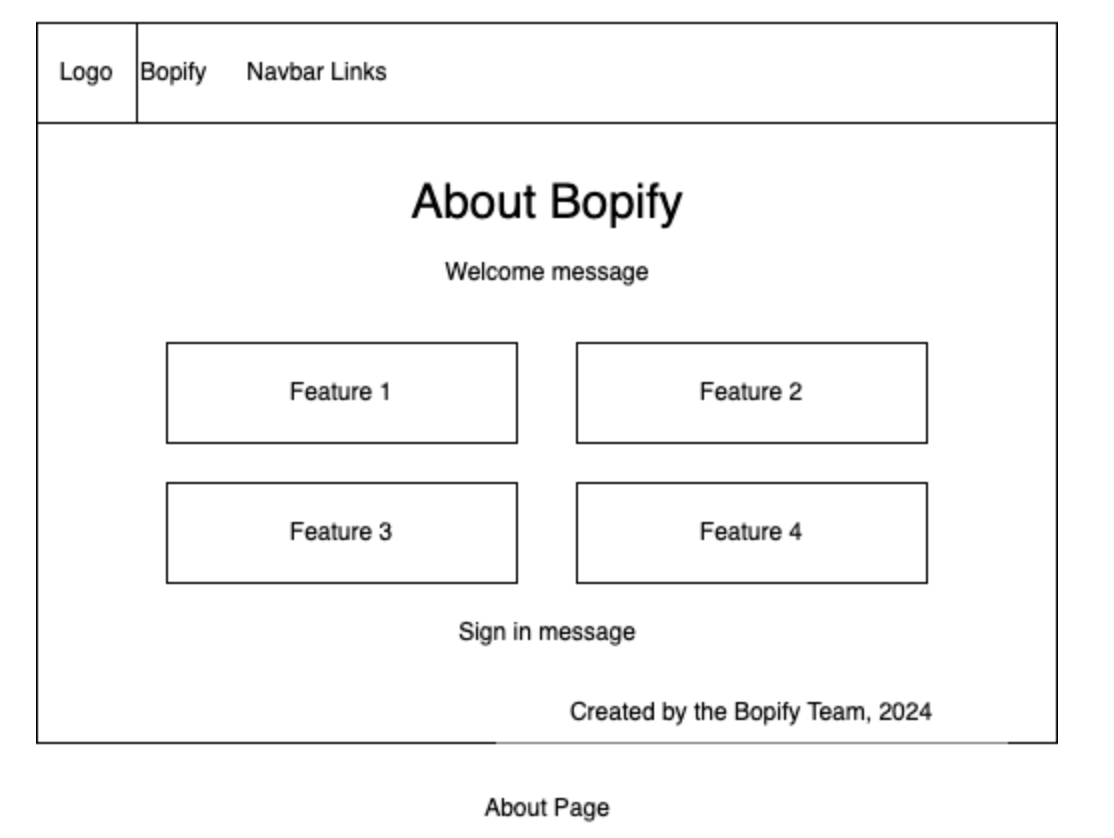 Logo Bopify Navbar Links
About Bopify
Welcome message
Feature 1 Feature 2
Feature 3 Feature 4
Sign in message
Created by the Bopify Team, 2024
About Page